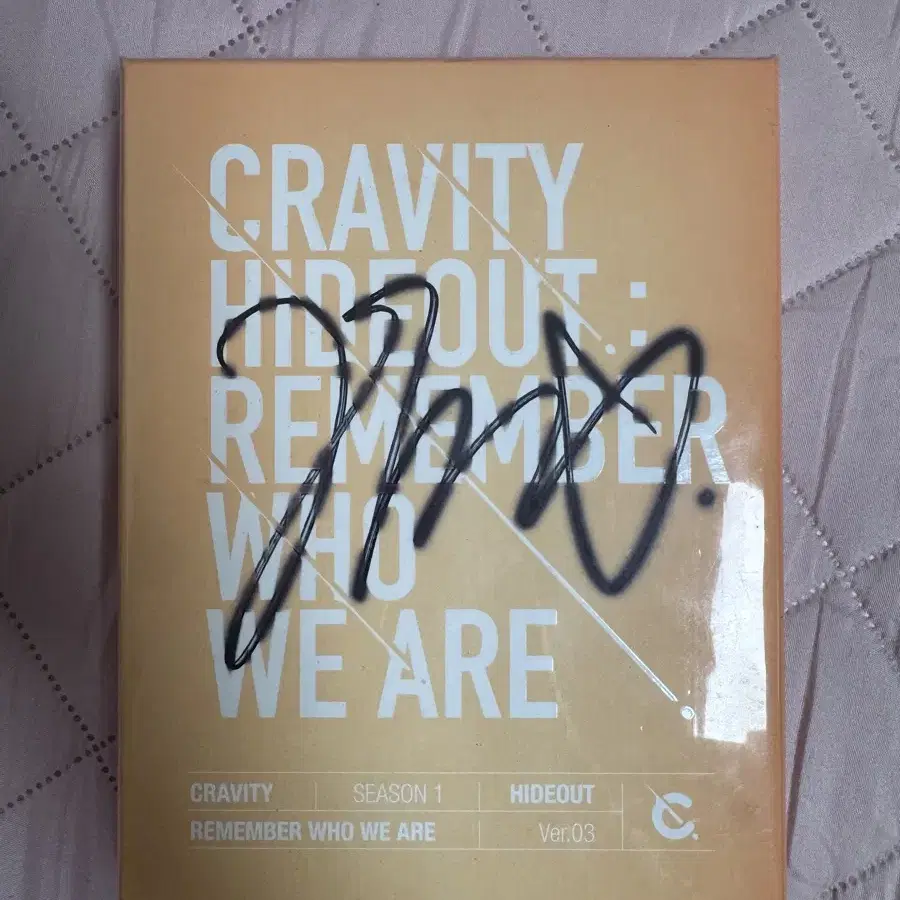 CRAVITY
HIDEOUT :
REMEMBER
WHO
WE ARE
CRAVITY SEASON 1 HIDEOUT
REMEMBER WHO WE ARE Ver.03
C.